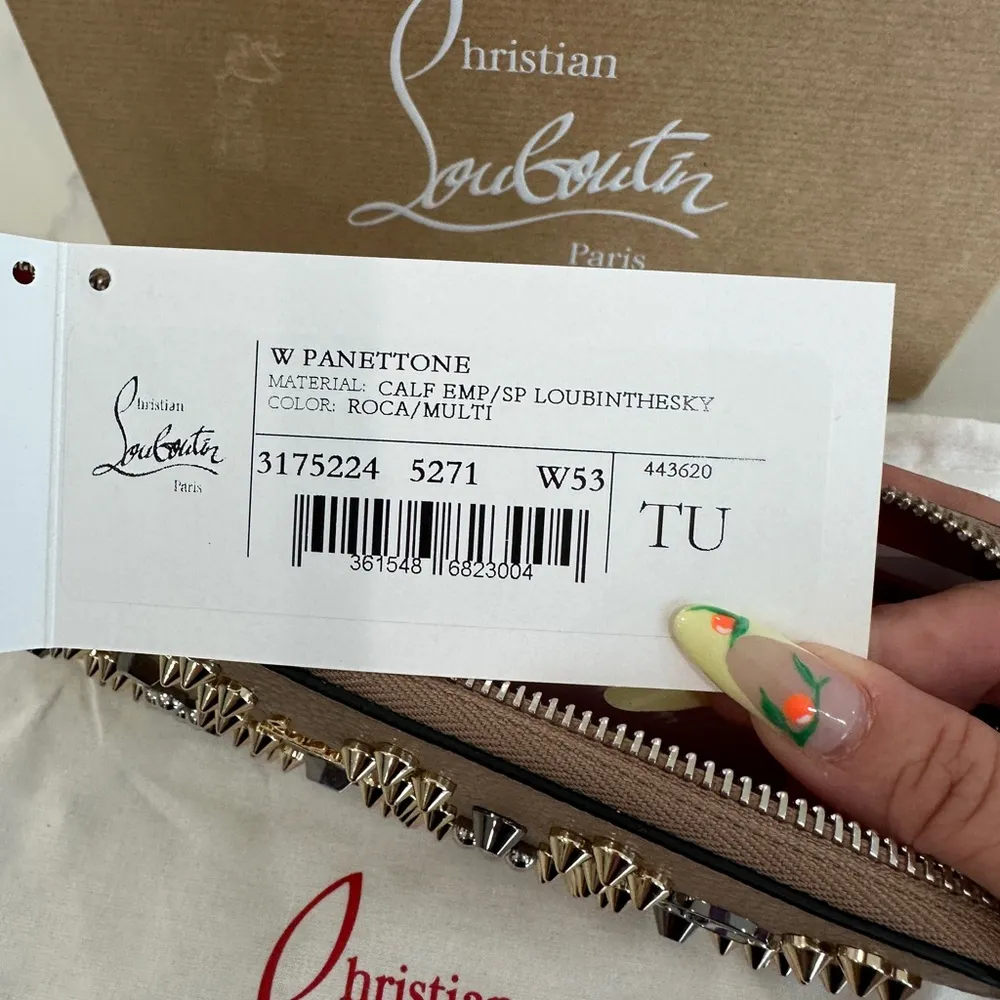 Christian
Louboutin
Paris
Christian
Louboutin
Paris
W PANETTONE
MATERIAL: CALF EMP/SP LOUBINTHESKY
COLOR: ROCA/MULTI
3175224 5271 W53
361548 6823004
443620
TU
Christian